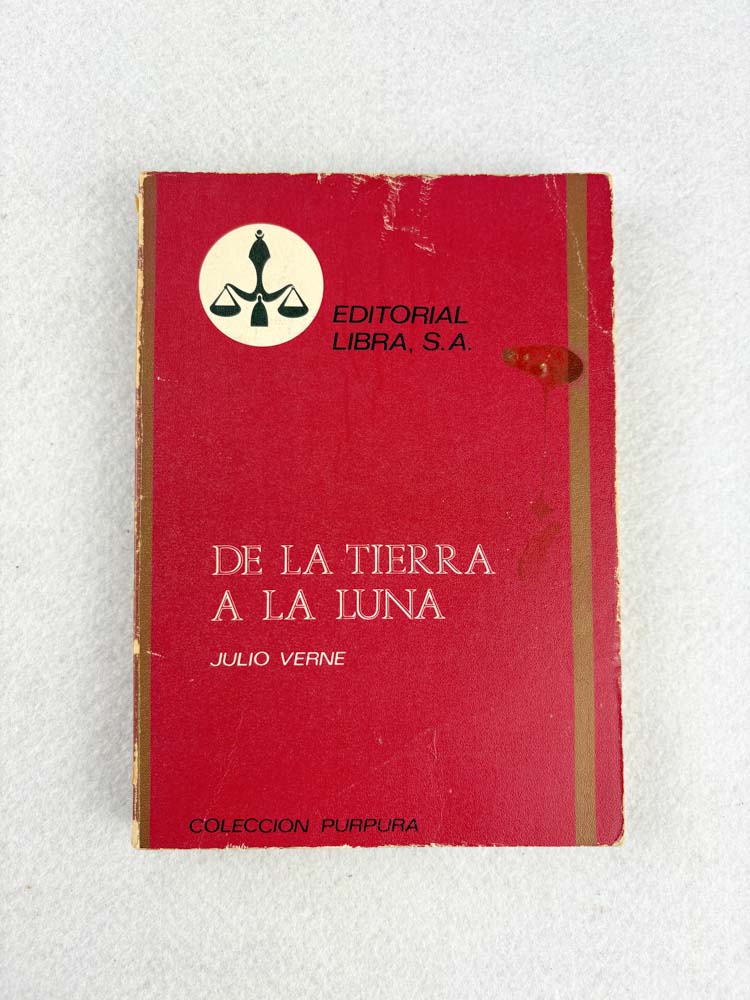 EDITORIAL
LIBRA, S.A.
DE LA TIERRA
A LA LUNA
JULIO VERNE
COLECCION PURPURA